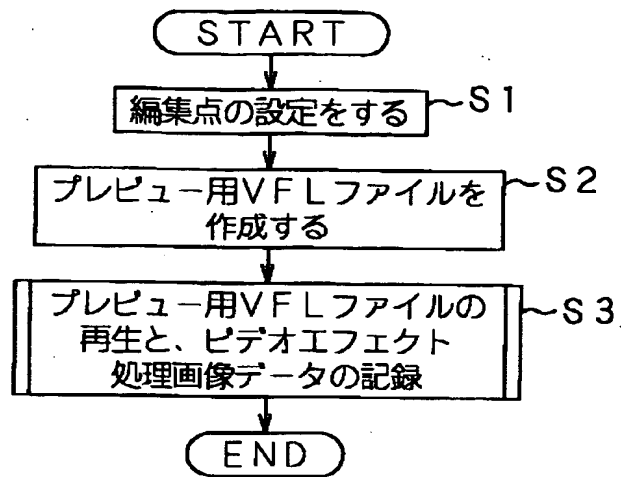 START
編集点の設定をする
～S1
プレビュー用VFLファイルを
作成する
～S2
プレビュー用VFLファイルの
再生と、ビデオエフェクト
処理画像データの記録
～S3
END